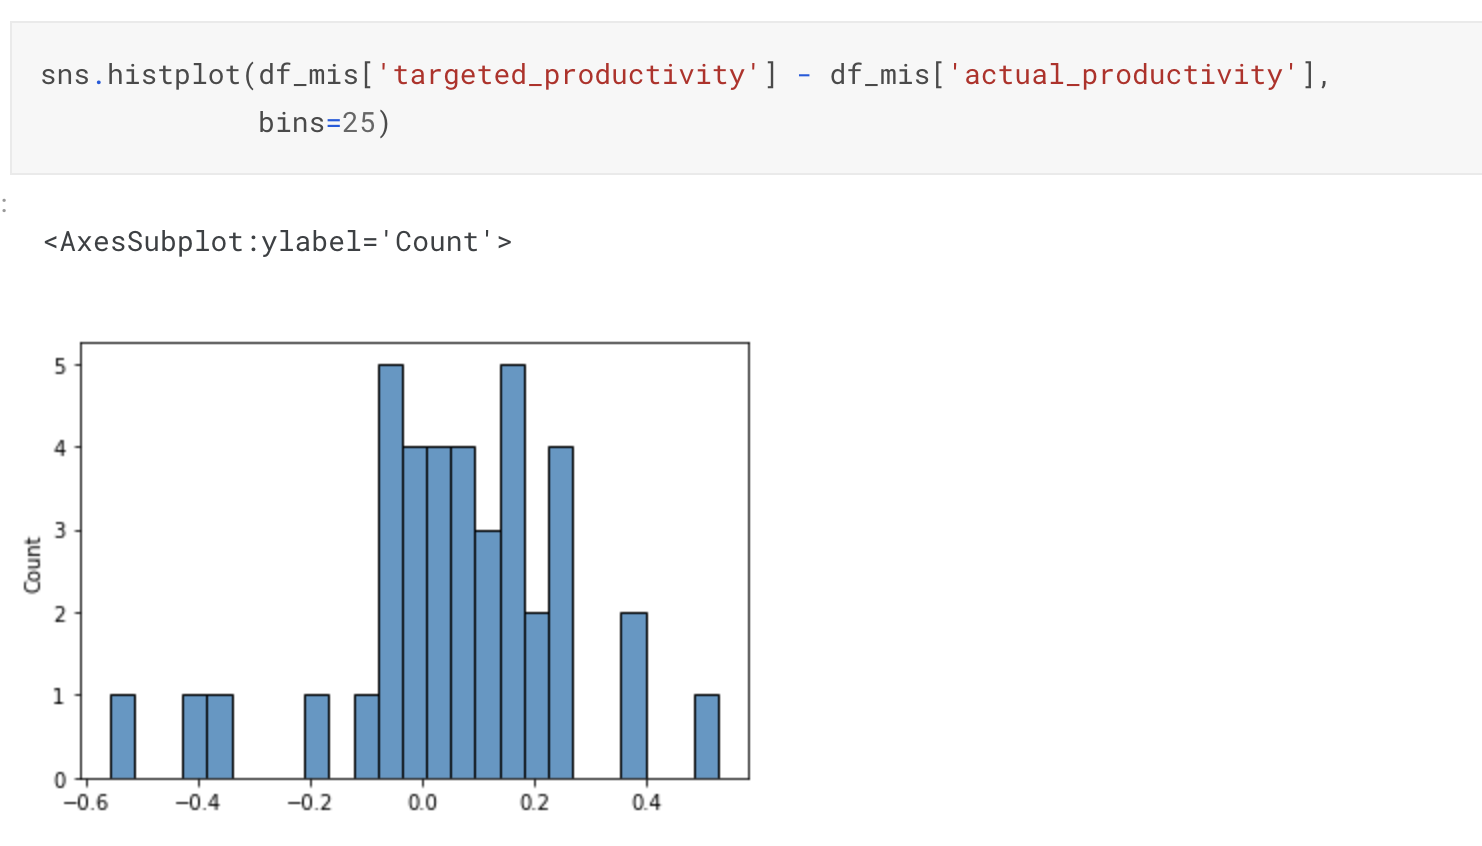 sns.histplot(df_mis['targeted_productivity'] - df_mis['actual_productivity'],
bins=25)
:
<AxesSubplot:ylabel='Count'>
5
4
3
2
1
0
Count
−0.6 −0.4 −0.2 0.0 0.2 0.4